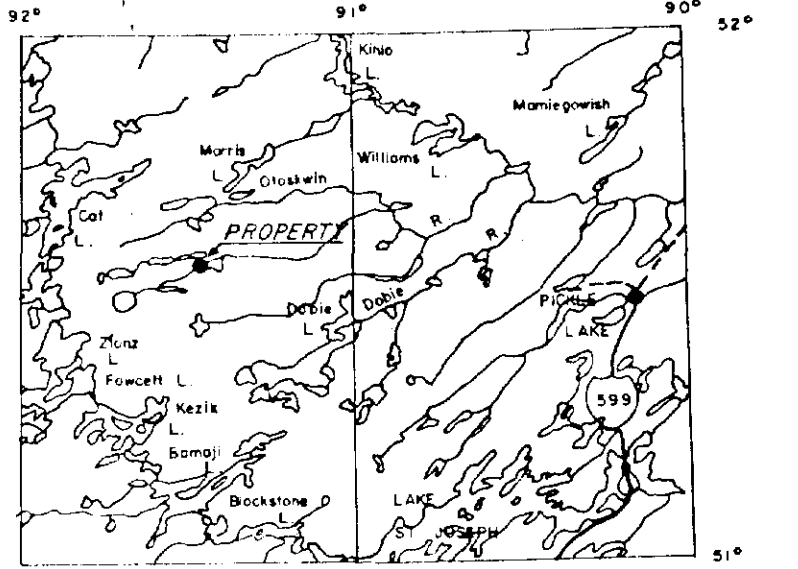 92° 91° 90°
52°
Kinlo
L.
Mamiegowish
L.
Morris
L.
Williams
L.
Otoskwin
Cat
L.
R.
R.
PROPERTY
PICKLE
LAKE
Dobie
L.
Dobie
Zionz
L.
Fawcett L.
599
Kezik
L.
Bamaji
L
Blackstone
L.
LAKE
ST JOSEPH
51°